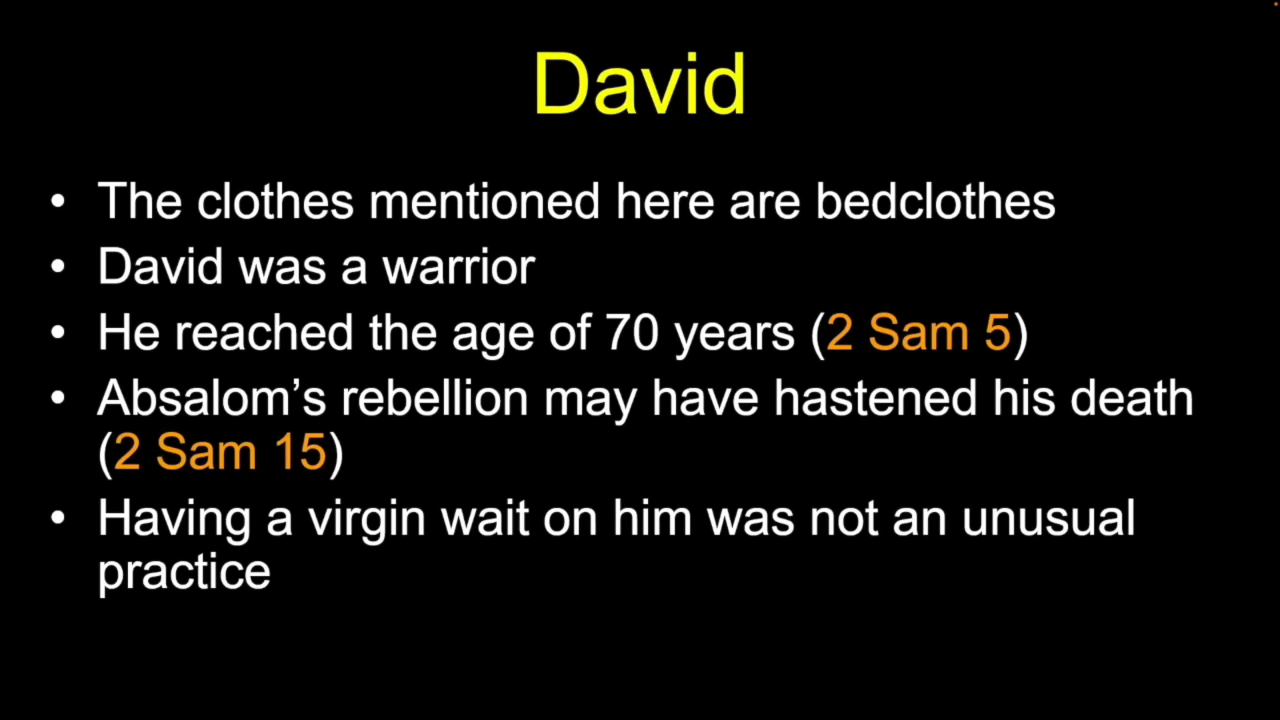 David
• The clothes mentioned here are bedclothes
• David was a warrior
• He reached the age of 70 years (2 Sam 5)
• Absalom’s rebellion may have hastened his death
(2 Sam 15)
• Having a virgin wait on him was not an unusual
practice